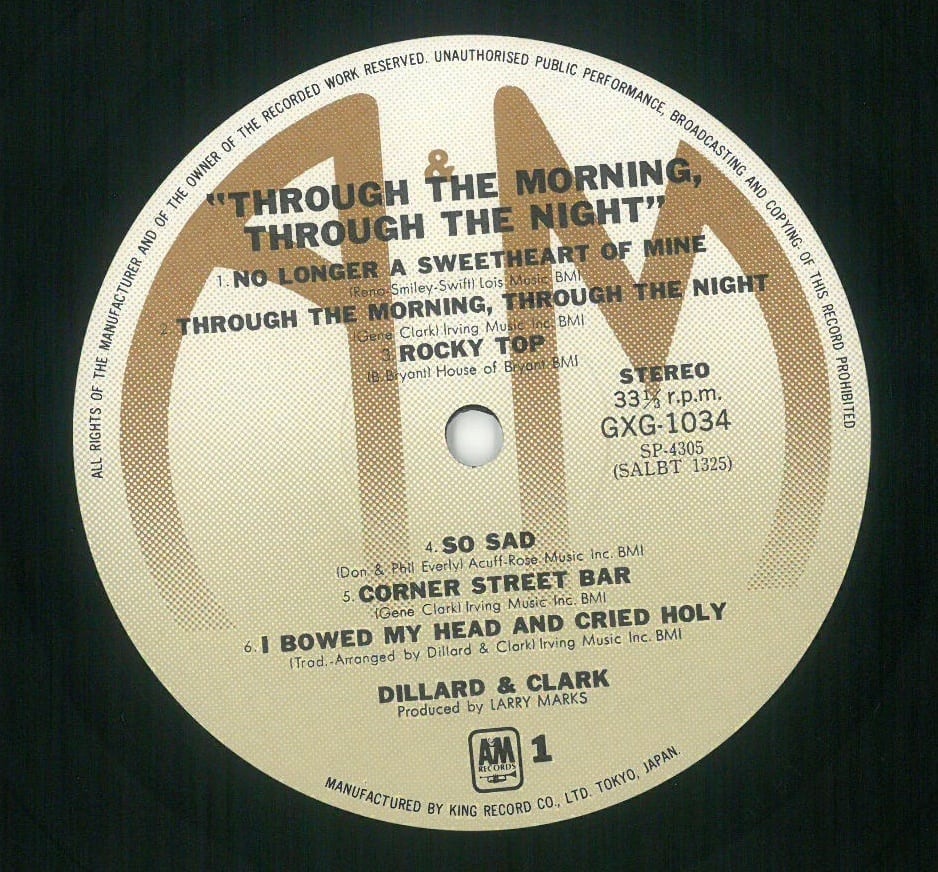 ALL RIGHTS OF THE MANUFACTURER AND OF THE OWNER OF THE RECORDED WORK RESERVED. UNAUTHORISED PUBLIC PERFORMANCE, BROADCASTING AND COPYING OF THIS RECORD PROHIBITED
A & M
"THROUGH THE MORNING,
THROUGH THE NIGHT"
1. NO LONGER A SWEETHEART OF MINE
(Reno-Smiley-Swift) Lois Music BMI
2. THROUGH THE MORNING, THROUGH THE NIGHT
(Gene Clark) Irving Music Inc. BMI
3. ROCKY TOP
(B. Bryant) House of Bryant BMI
STEREO
33⅓ r.p.m.
GXG-1034
SP-4305
(SALBT 1325)
4. SO SAD
(Don & Phil Everly) Acuff-Rose Music Inc. BMI
5. CORNER STREET BAR
(Gene Clark) Irving Music Inc. BMI
6. I BOWED MY HEAD AND CRIED HOLY
(Trad.-Arranged by Dillard & Clark) Irving Music Inc. BMI
DILLARD & CLARK
Produced by LARRY MARKS
A&M RECORDS 1
MANUFACTURED BY KING RECORD CO., LTD. TOKYO, JAPAN.